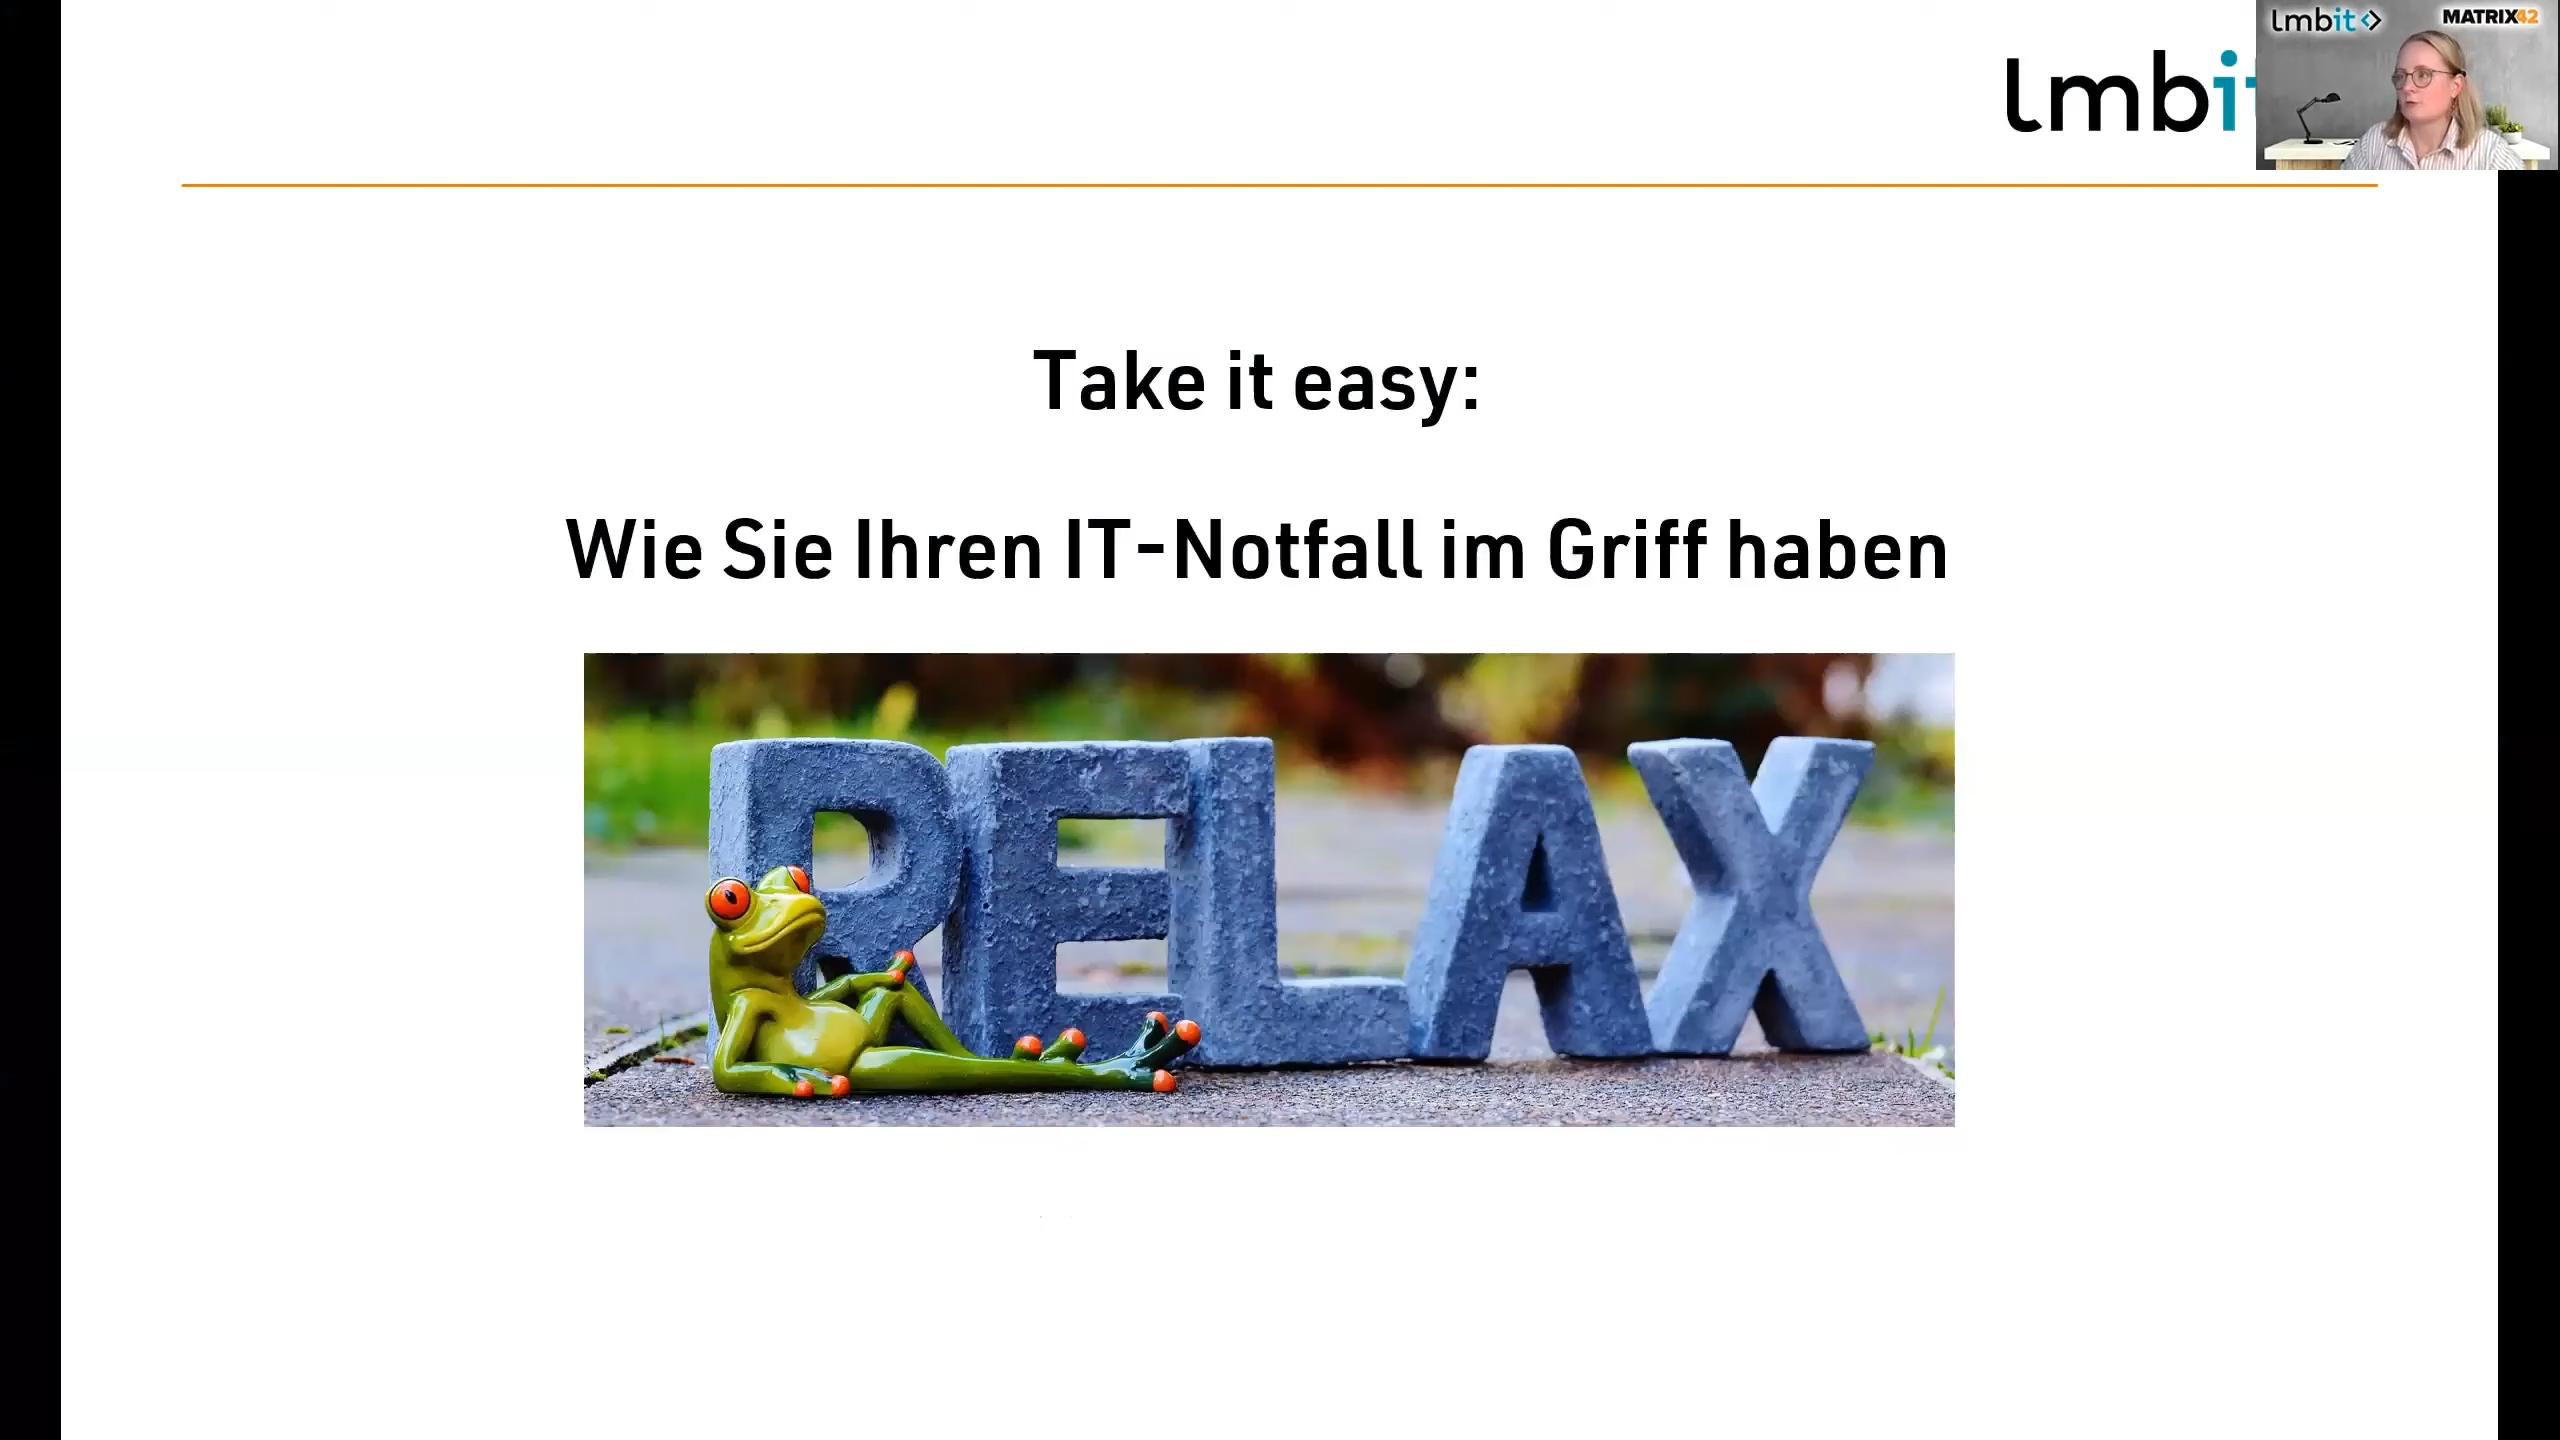 lmbit
MATRIX42
lmbit
Take it easy:
Wie Sie Ihren IT-Notfall im Griff haben
RELAX